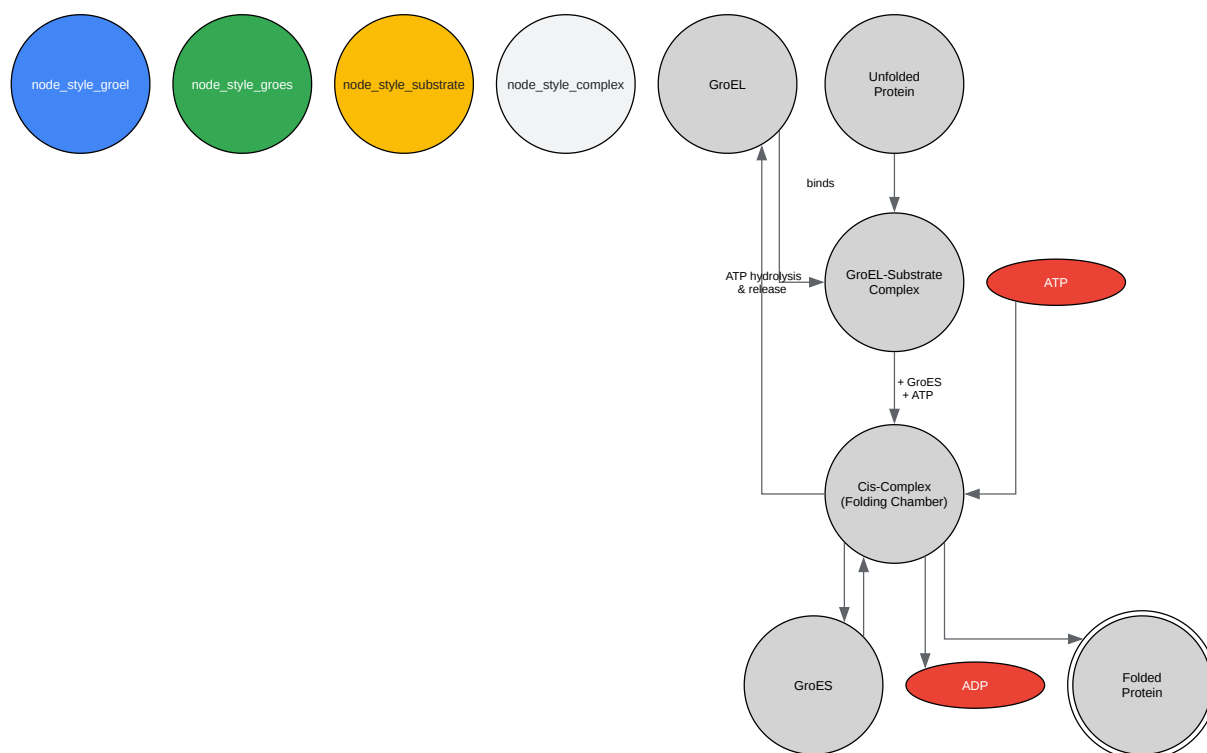 node_style_groel
node_style_groes
node_style_substrate
node_style_complex
GroEL
Unfolded
Protein
binds
ATP hydrolysis
& release
GroEL-Substrate
Complex
ATP
+ GroES
+ ATP
Cis-Complex
(Folding Chamber)
GroES
ADP
Folded
Protein